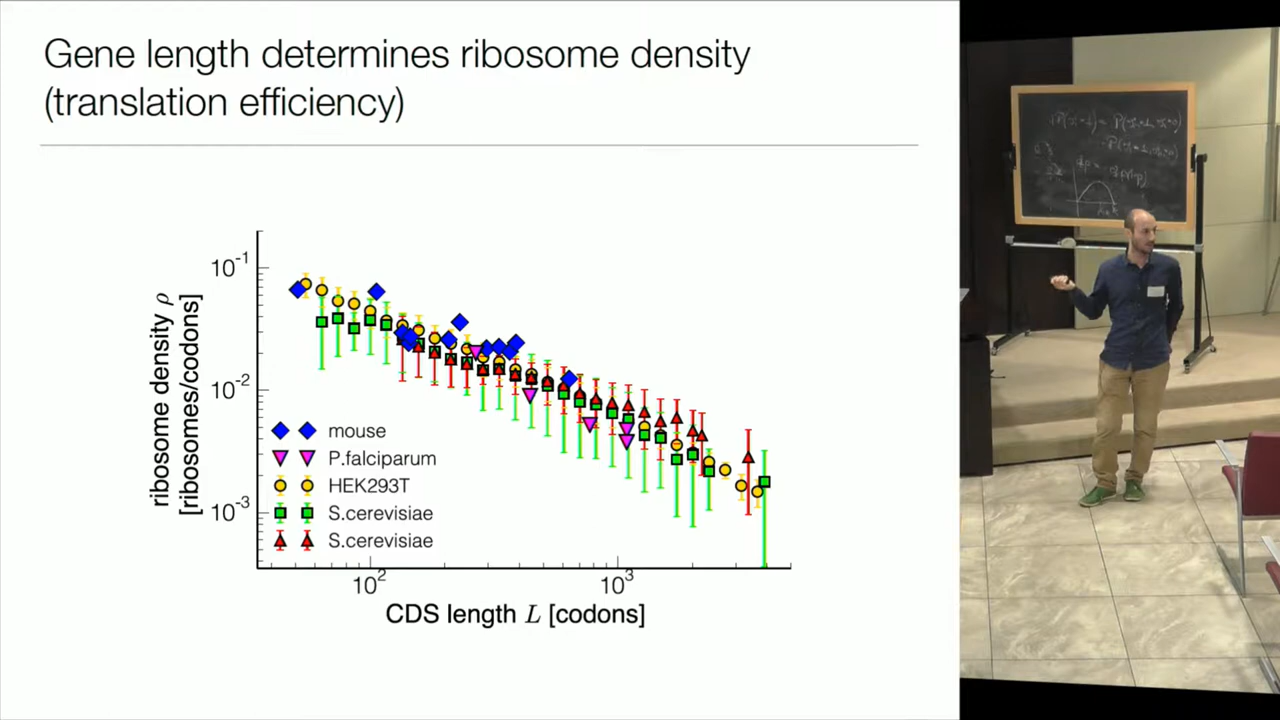 Gene length determines ribosome density
(translation efficiency)
ribosome density ρ
[ribosomes/codons]
10⁻¹
10⁻²
10⁻³
mouse
P.falciparum
HEK293T
S.cerevisiae
S.cerevisiae
10²
10³
CDS length L [codons]